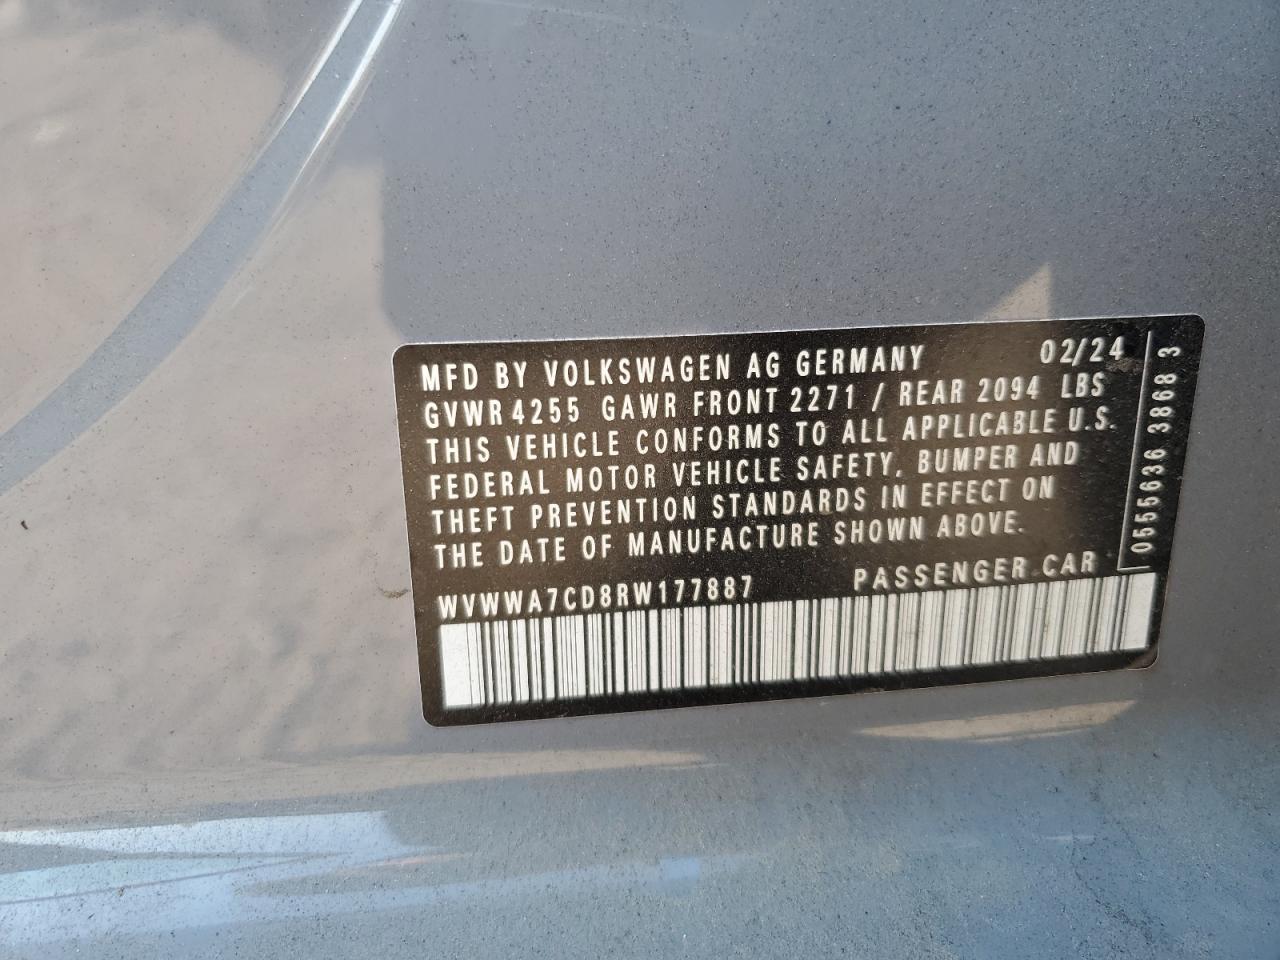 MFD BY VOLKSWAGEN AG GERMANY 02/24
GVWR 4255 GAWR FRONT 2271 / REAR 2094 LBS
THIS VEHICLE CONFORMS TO ALL APPLICABLE U.S.
FEDERAL MOTOR VEHICLE SAFETY, BUMPER AND
THEFT PREVENTION STANDARDS IN EFFECT ON
THE DATE OF MANUFACTURE SHOWN ABOVE.
WVWWA7CD8RW177887 PASSENGER CAR
0555636 3868 3